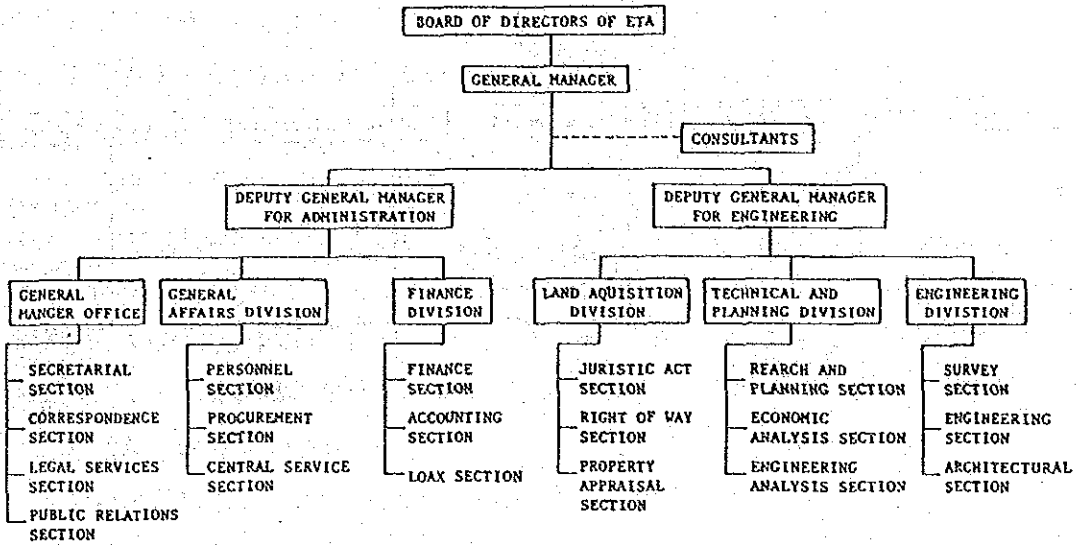 BOARD OF DIRECTORS OF ETA
GENERAL MANAGER
CONSULTANTS
DEPUTY GENERAL MANAGER
FOR ADMINISTRATION
DEPUTY GENERAL MANAGER
FOR ENGINEERING
GENERAL
MANGER OFFICE
GENERAL
AFFAIRS DIVISION
FINANCE
DIVISION
LAND AQUISITION
DIVISION
TECHNICAL AND
PLANNING DIVISION
ENGINEERING
DIVISTION
SECRETARIAL
SECTION
CORRESPONDENCE
SECTION
LEGAL SERVICES
SECTION
PUBLIC RELATIONS
SECTION
PERSONNEL
SECTION
PROCUREMENT
SECTION
CENTRAL SERVICE
SECTION
FINANCE
SECTION
ACCOUNTING
SECTION
LOAX SECTION
JURISTIC ACT
SECTION
RIGHT OF WAY
SECTION
PROPERTY
APPRAISAL
SECTION
REARCH AND
PLANNING SECTION
ECONOMIC
ANALYSIS SECTION
ENGINEERING
ANALYSIS SECTION
SURVEY
SECTION
ENGINEERING
SECTION
ARCHITECTURAL
SECTION